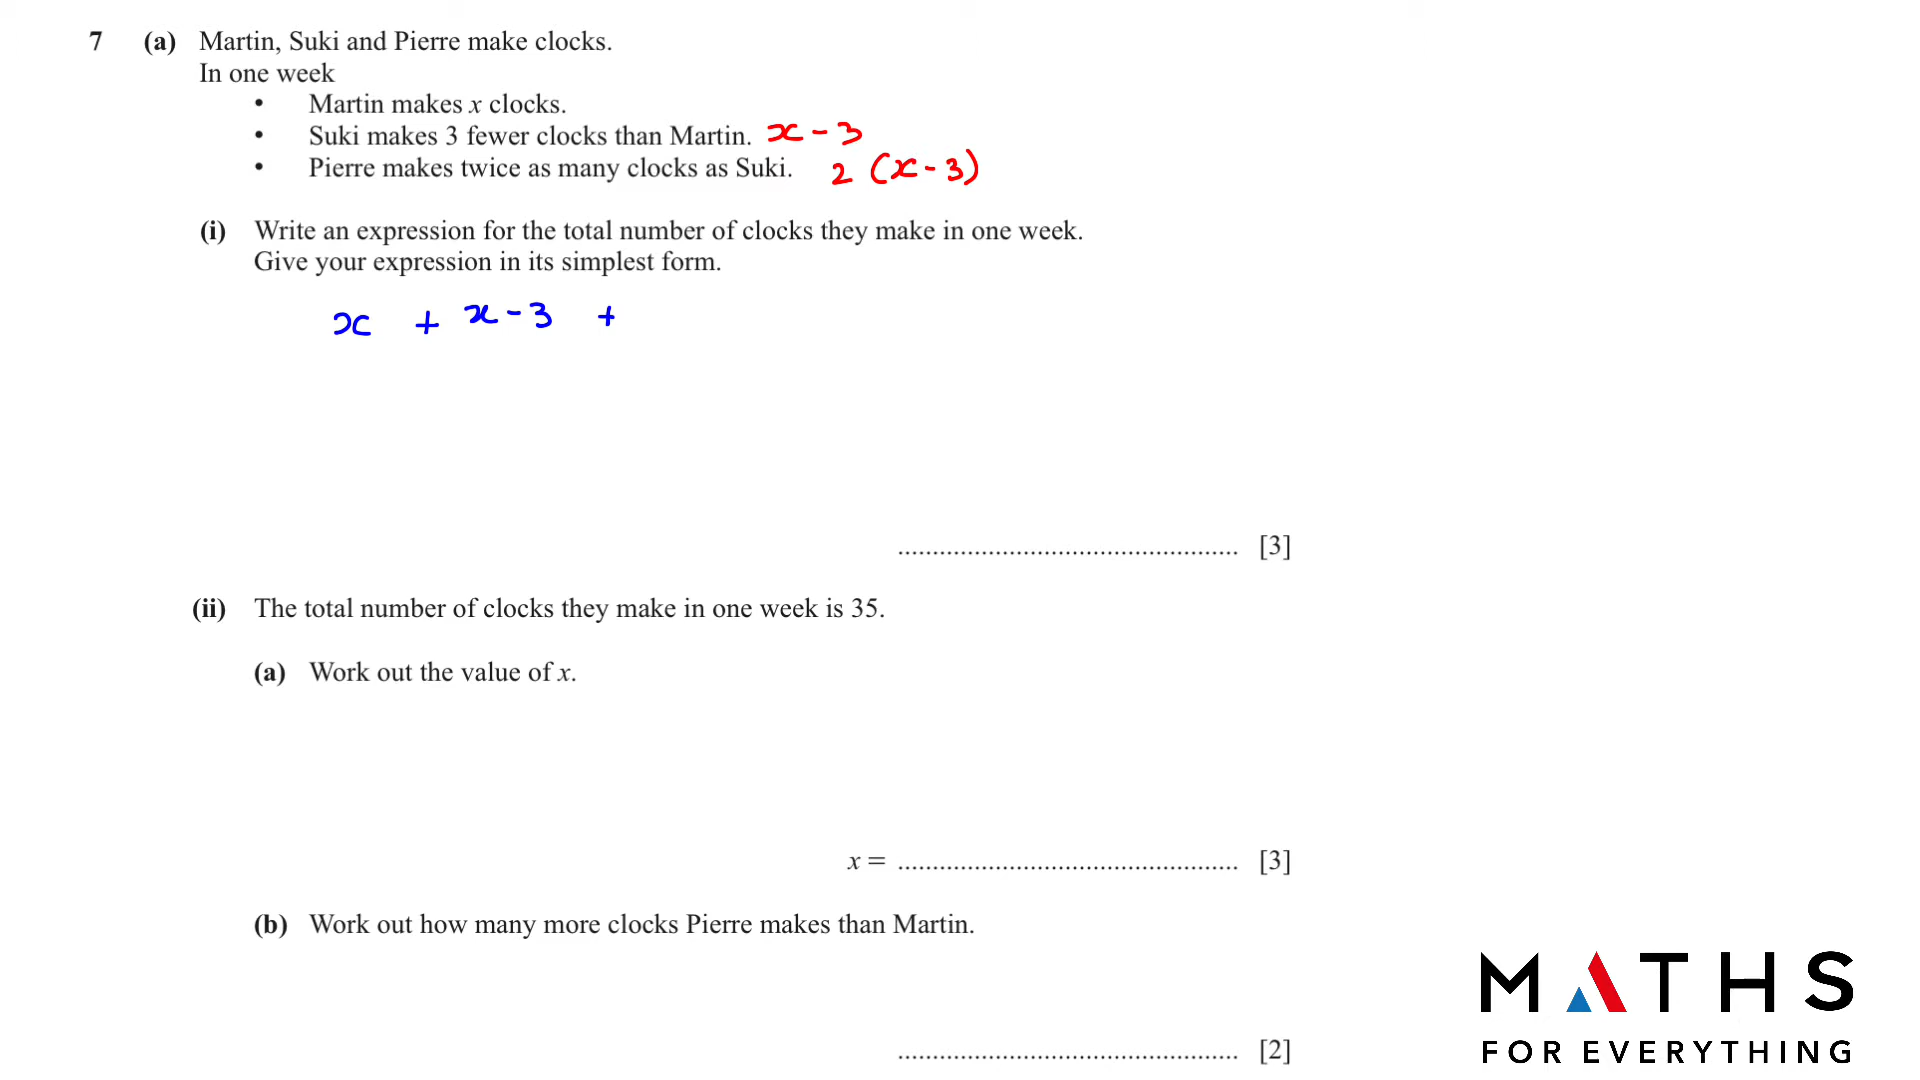 7 (a) Martin, Suki and Pierre make clocks.
In one week
• Martin makes x clocks.
• Suki makes 3 fewer clocks than Martin. x - 3
• Pierre makes twice as many clocks as Suki. 2 (x - 3)
(i) Write an expression for the total number of clocks they make in one week.
Give your expression in its simplest form.
x + x - 3 +
................................................. [3]
(ii) The total number of clocks they make in one week is 35.
(a) Work out the value of x.
x = ................................................. [3]
(b) Work out how many more clocks Pierre makes than Martin.
................................................. [2]
MATHS
FOR EVERYTHING